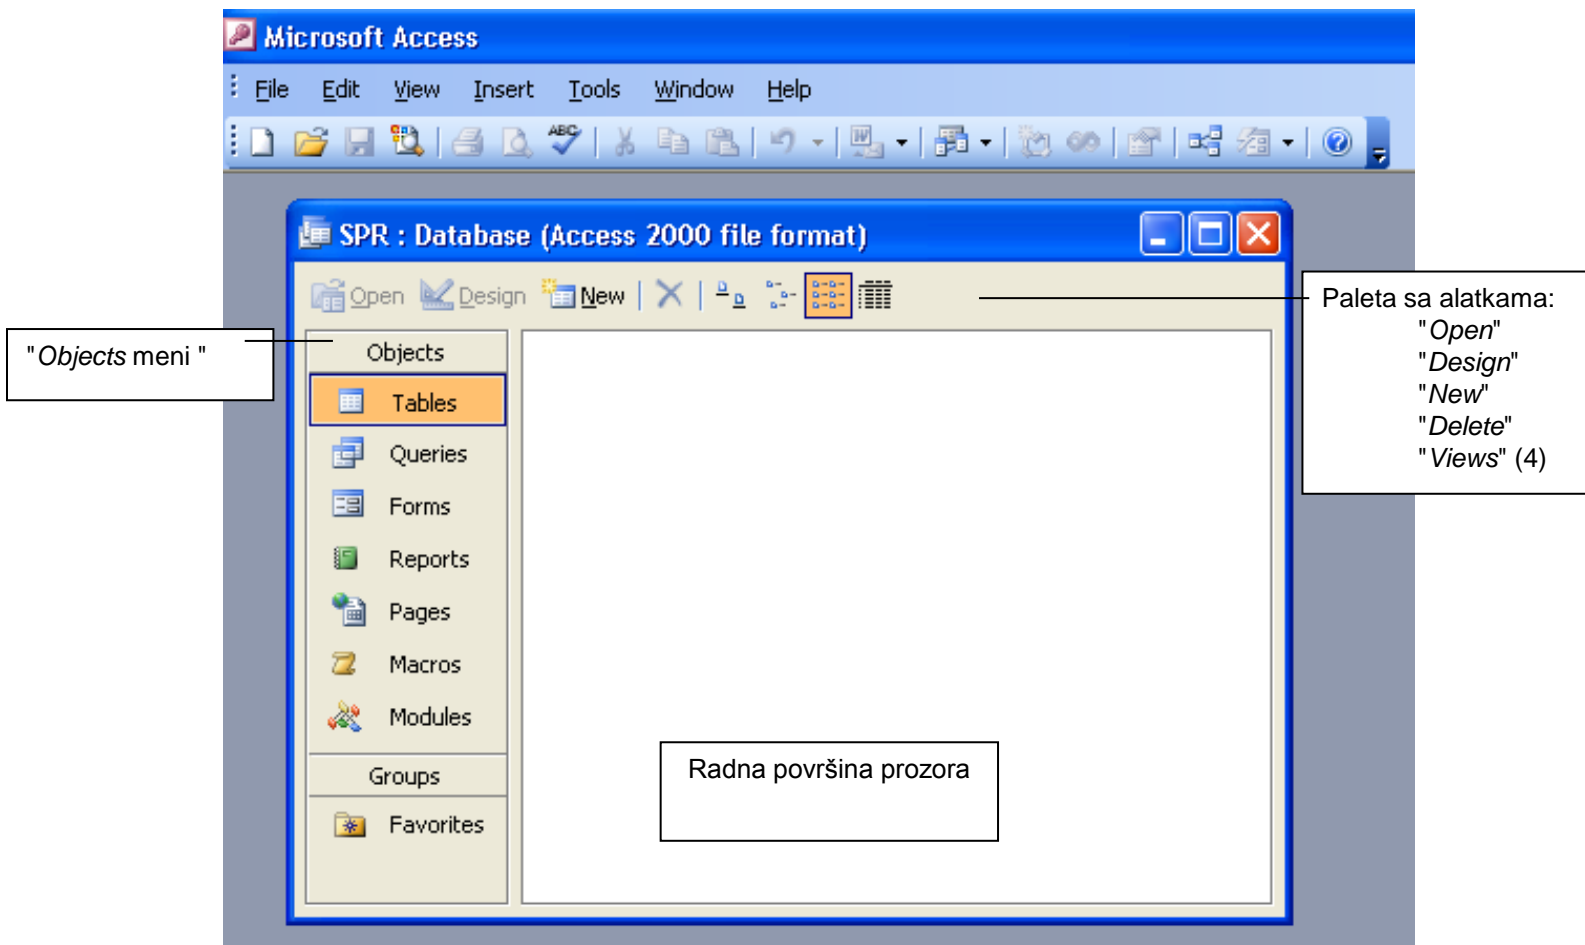 Microsoft Access
File Edit View Insert Tools Window Help
ABC
W
SPR : Database (Access 2000 file format)
Open Design New
"Objects meni "
Objects
Tables
Queries
Forms
Reports
Pages
Macros
Modules
Groups
Favorites
Radna površina prozora
Paleta sa alatkama:
"Open"
"Design"
"New"
"Delete"
"Views" (4)